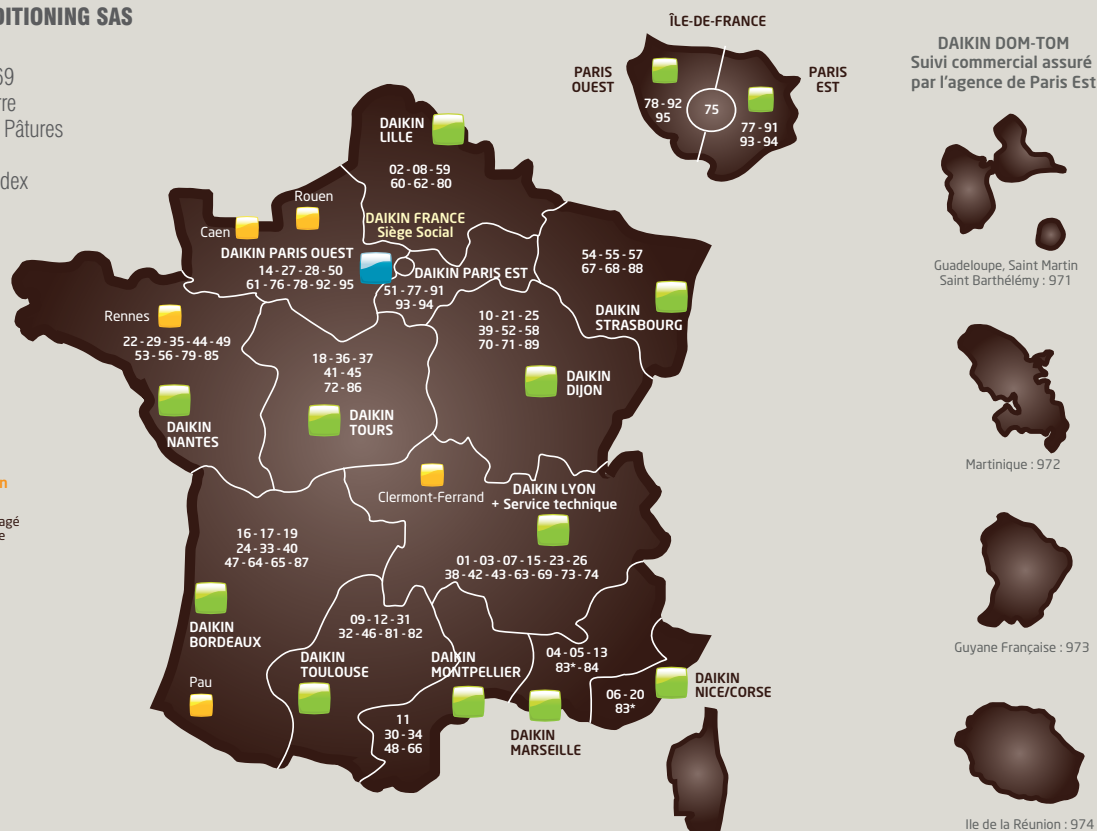 DITIONING SAS
69
rre
Pâtures
dex
n
agé
e
ÎLE-DE-FRANCE
PARIS
OUEST
PARIS
EST
78 - 92
95
75
77 - 91
93 - 94
DAIKIN
LILLE
02 - 08 - 59
60 - 62 - 80
Rouen
Caen
DAIKIN FRANCE
Siège Social
DAIKIN PARIS OUEST
14 - 27 - 28 - 50
61 - 76 - 78 - 92 - 95
DAIKIN PARIS EST
51 - 77 - 91
93 - 94
54 - 55 - 57
67 - 68 - 88
DAIKIN
STRASBOURG
Rennes
22 - 29 - 35 - 44 - 49
53 - 56 - 79 - 85
DAIKIN
NANTES
18 - 36 - 37
41 - 45
72 - 86
DAIKIN
TOURS
10 - 21 - 25
39 - 52 - 58
70 - 71 - 89
DAIKIN
DIJON
Clermont-Ferrand
DAIKIN LYON
+ Service technique
01 - 03 - 07 - 15 - 23 - 26
38 - 42 - 43 - 63 - 69 - 73 - 74
16 - 17 - 19
24 - 33 - 40
47 - 64 - 65 - 87
DAIKIN
BORDEAUX
Pau
09 - 12 - 31
32 - 46 - 81 - 82
DAIKIN
TOULOUSE
DAIKIN
MONTPELLIER
11
30 - 34
48 - 66
04 - 05 - 13
83* - 84
DAIKIN
MARSEILLE
06 - 20
83*
DAIKIN
NICE/CORSE
DAIKIN DOM-TOM
Suivi commercial assuré
par l'agence de Paris Est
Guadeloupe, Saint Martin
Saint Barthélémy : 971
Martinique : 972
Guyane Française : 973
Ile de la Réunion : 974